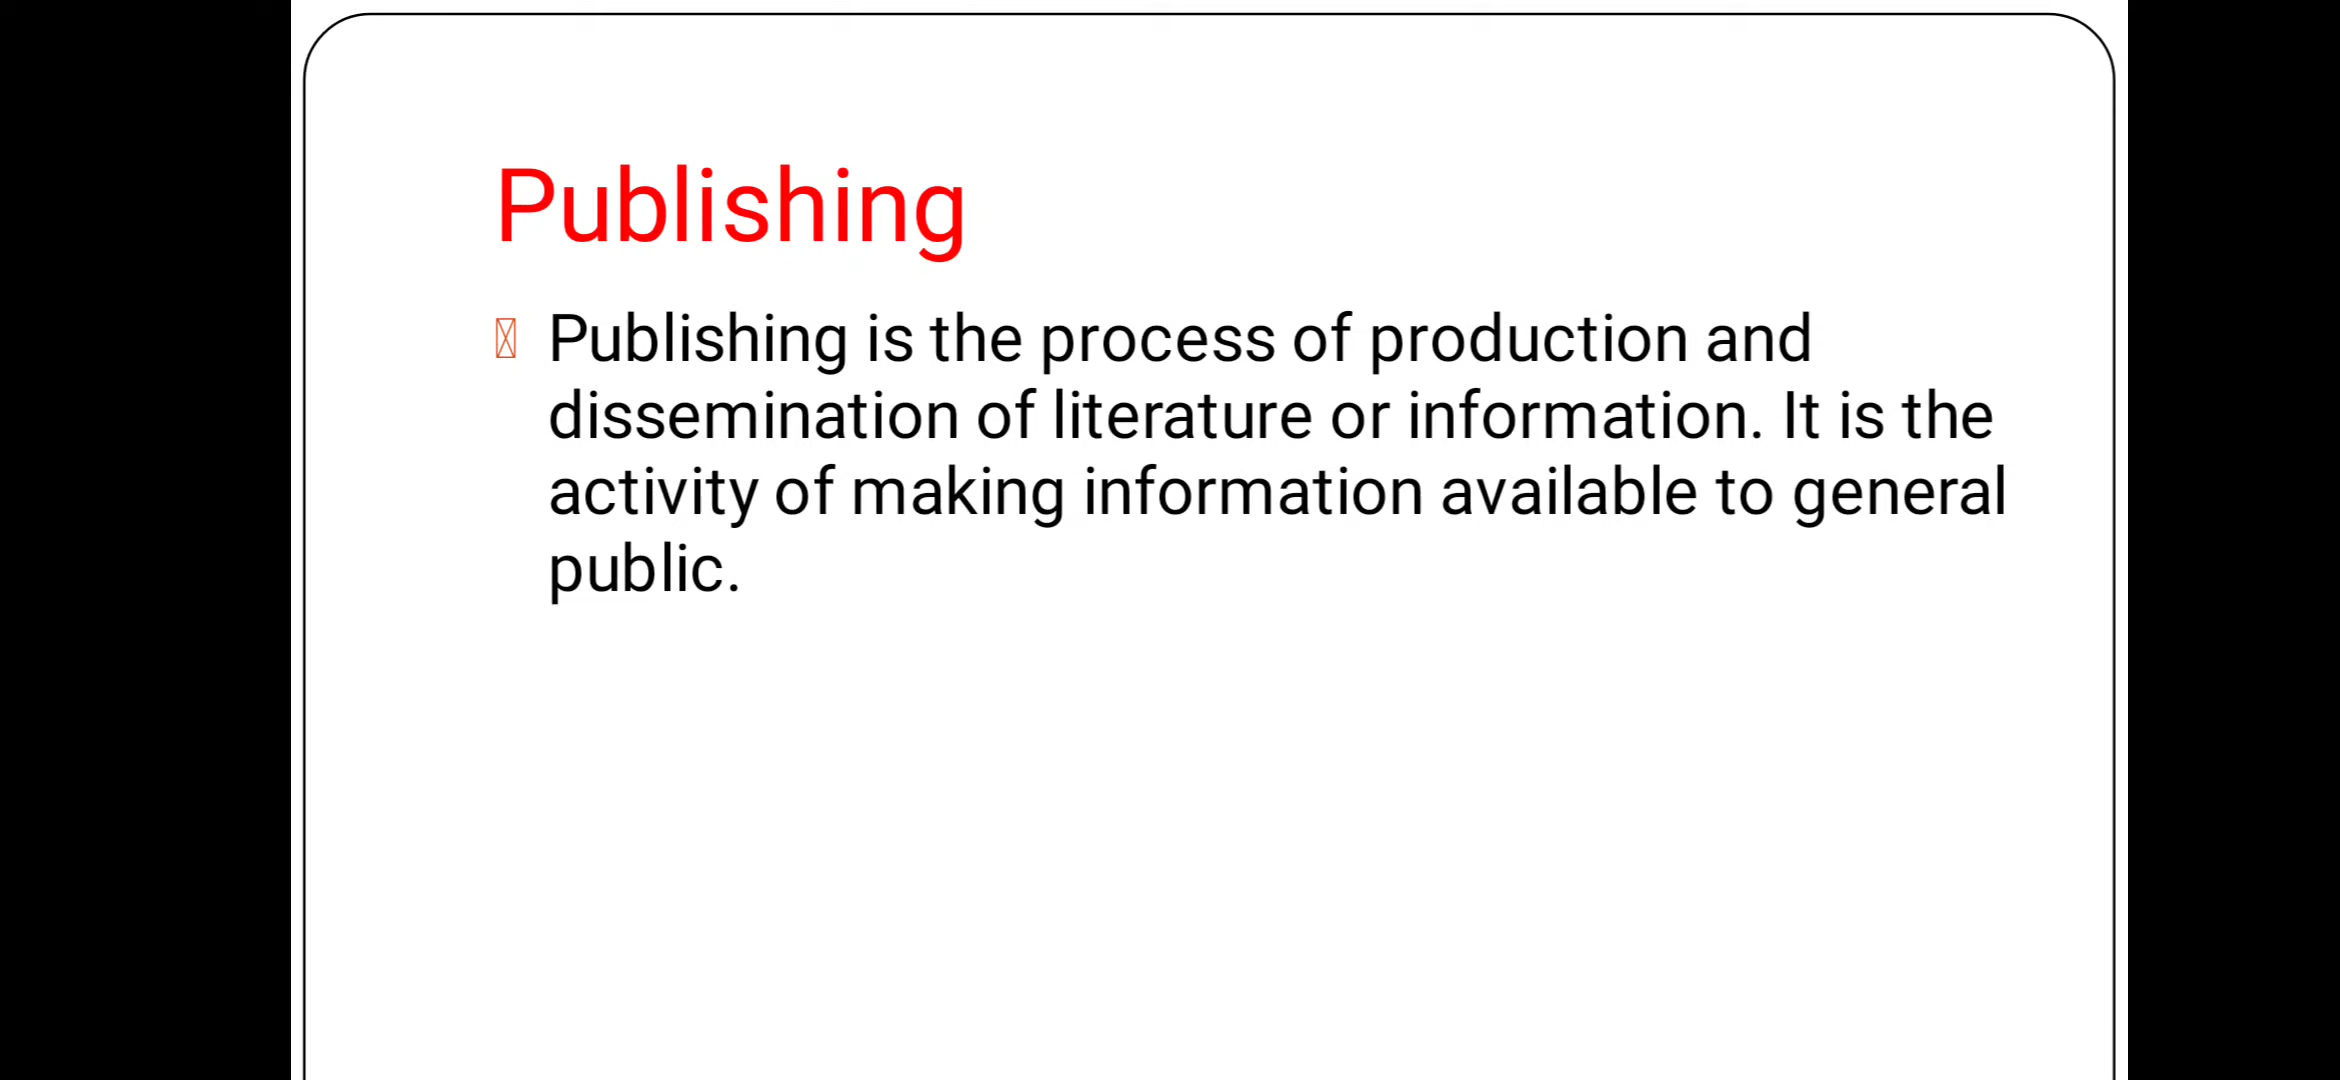 Publishing
Publishing is the process of production and
dissemination of literature or information. It is the
activity of making information available to general
public.